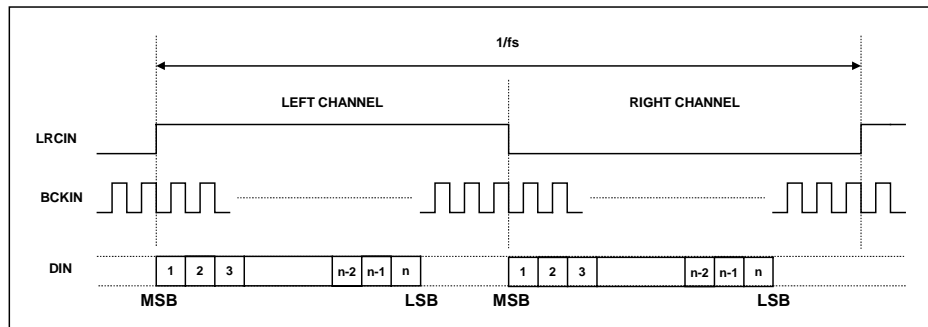 1/fs
LEFT CHANNEL RIGHT CHANNEL
LRCIN
BCKIN
DIN 1 2 3 n-2 n-1 n 1 2 3 n-2 n-1 n
MSB LSB MSB LSB